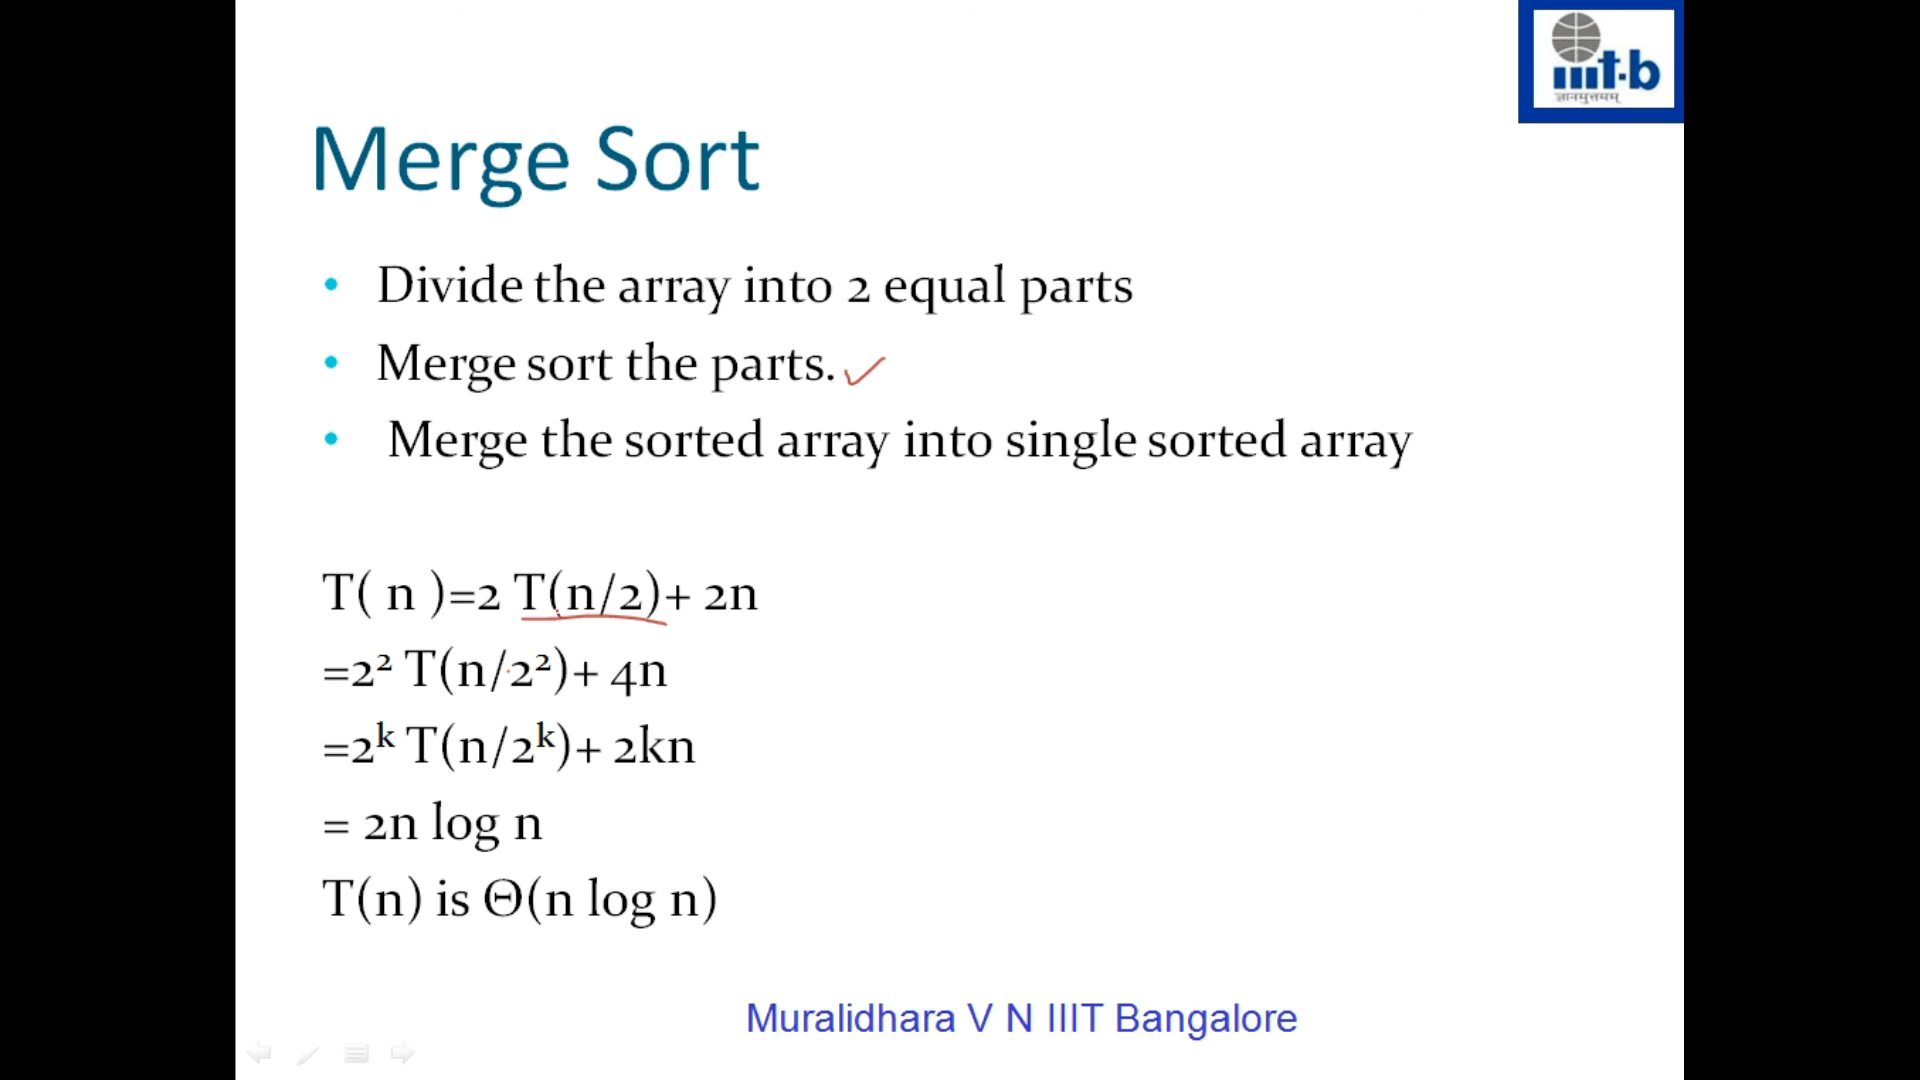 iiit-b
ज्ञानमुत्तमम्
Merge Sort
• Divide the array into 2 equal parts
• Merge sort the parts.
• Merge the sorted array into single sorted array
T( n )=2 T(n/2)+ 2n
=2² T(n/2²)+ 4n
=2ᵏ T(n/2ᵏ)+ 2kn
= 2n log n
T(n) is Θ(n log n)
Muralidhara V N IIIT Bangalore